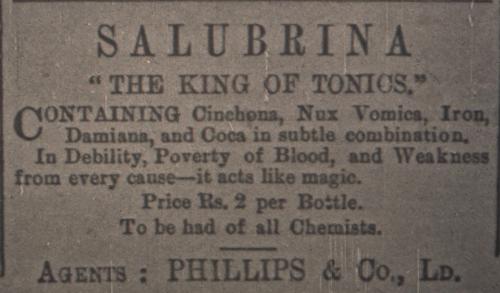 SALUBRINA
"THE KING OF TONICS."
CONTAINING Cinchona, Nux Vomica, Iron,
Damiana, and Coca in subtle combination.
In Debility, Poverty of Blood, and Weakness
from every cause—it acts like magic.
Price Rs. 2 per Bottle.
To be had of all Chemists.
AGENTS : PHILLIPS & Co., LD.